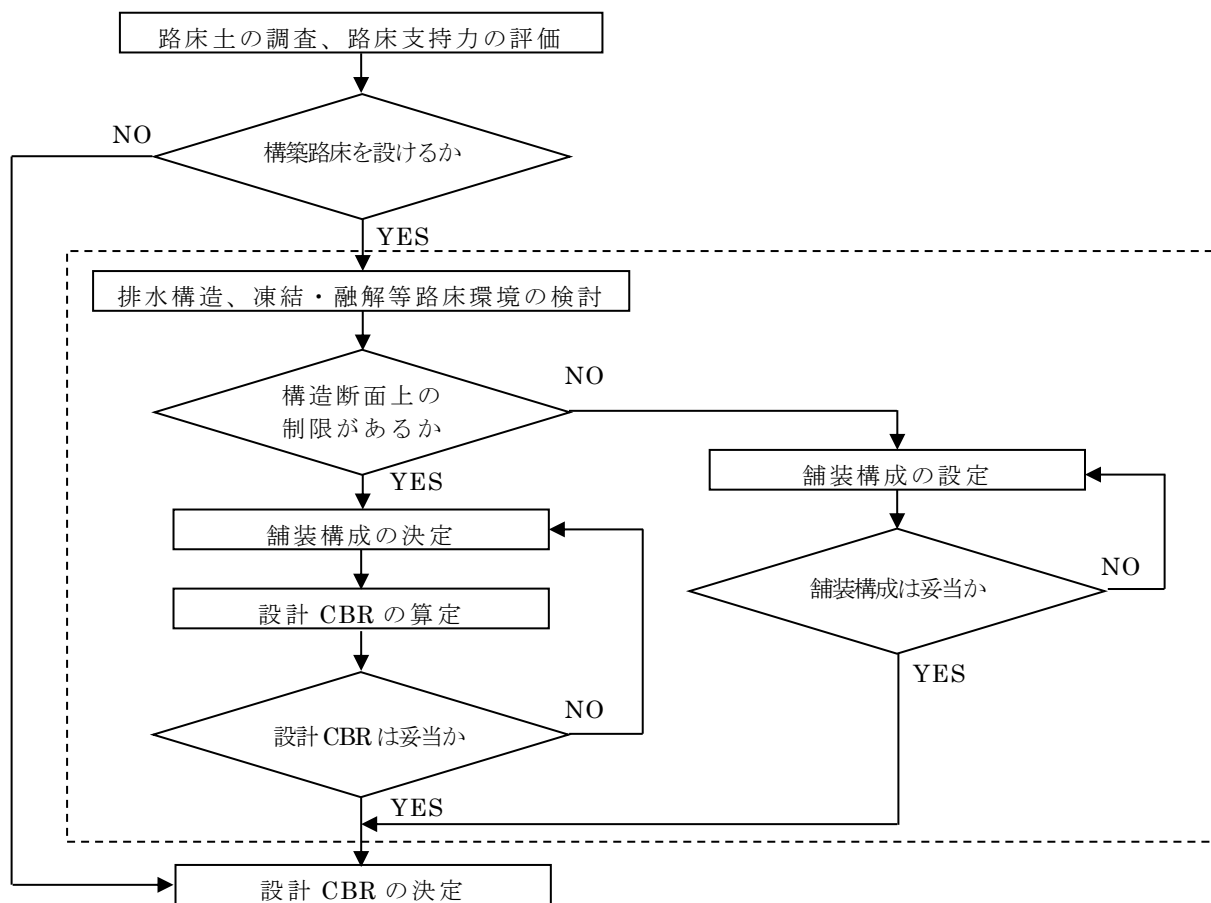 路床土の調査、路床支持力の評価
NO
構築路床を設けるか
YES
排水構造、凍結・融解等路床環境の検討
NO
構造断面上の
制限があるか
YES
舗装構成の設定
舗装構成の決定
NO
舗装構成は妥当か
設計 CBR の算定
YES
NO
設計 CBR は妥当か
YES
設計 CBR の決定